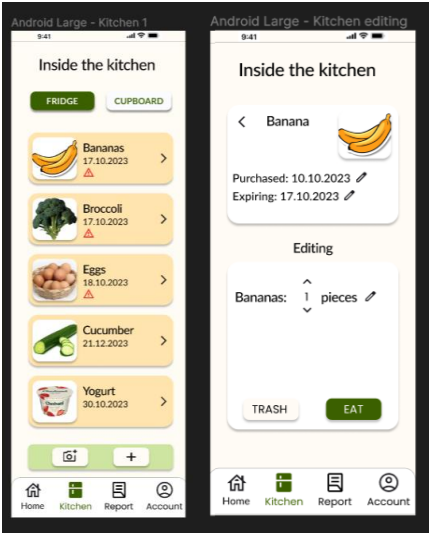 Android Large - Kitchen 1
9:41
Inside the kitchen
FRIDGE
CUPBOARD
Bananas
17.10.2023
Broccoli
17.10.2023
Eggs
18.10.2023
Cucumber
21.12.2023
Yogurt
30.10.2023
Home
Kitchen
Report
Account
Android Large - Kitchen editing
9:41
Inside the kitchen
Banana
Purchased: 10.10.2023
Expiring: 17.10.2023
Editing
Bananas: 1 pieces
TRASH
EAT
Home
Kitchen
Report
Account